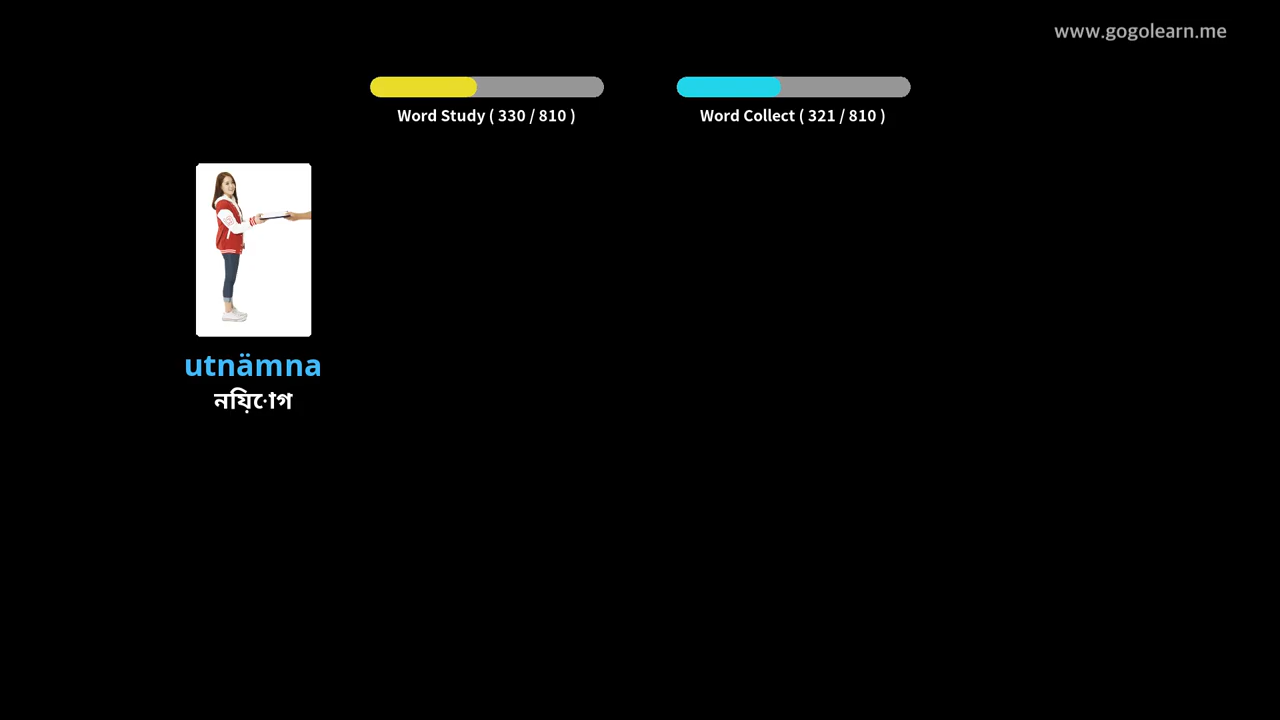 www.gogolearn.me
Word Study ( 330 / 810 )
Word Collect ( 321 / 810 )
utnämna
নিয়োগ